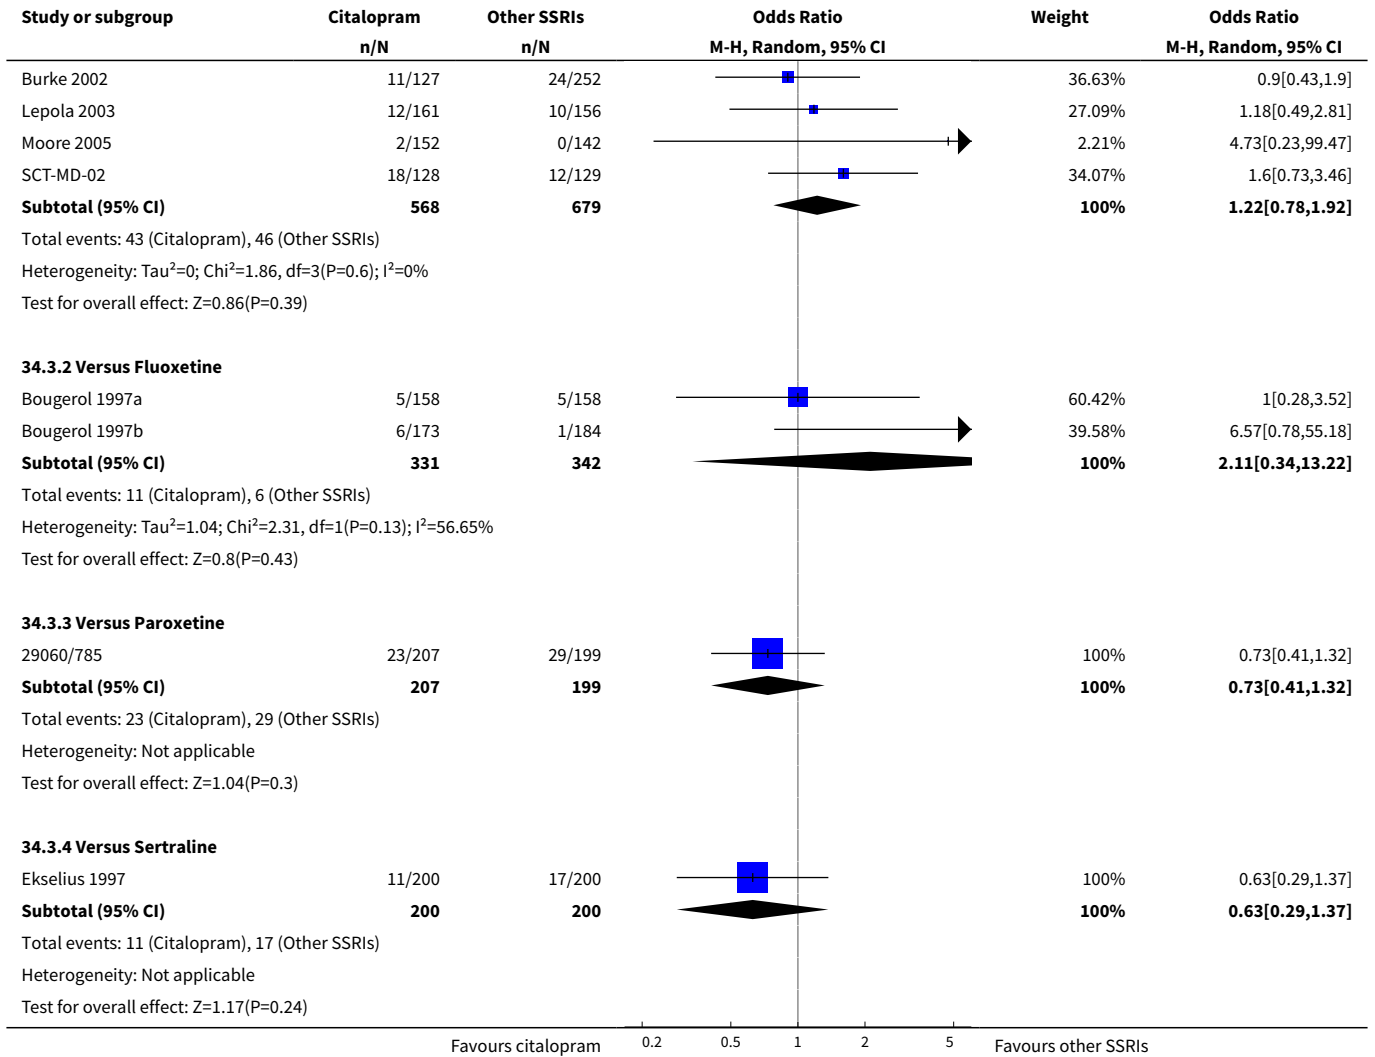 Study or subgroup Citalopram Other SSRIs Odds Ratio Weight Odds Ratio
n/N n/N M-H, Random, 95% CI M-H, Random, 95% CI
Burke 2002 11/127 24/252 36.63% 0.9[0.43,1.9]
Lepola 2003 12/161 10/156 27.09% 1.18[0.49,2.81]
Moore 2005 2/152 0/142 2.21% 4.73[0.23,99.47]
SCT-MD-02 18/128 12/129 34.07% 1.6[0.73,3.46]
Subtotal (95% CI) 568 679 100% 1.22[0.78,1.92]
Total events: 43 (Citalopram), 46 (Other SSRIs)
Heterogeneity: Tau²=0; Chi²=1.86, df=3(P=0.6); I²=0%
Test for overall effect: Z=0.86(P=0.39)
34.3.2 Versus Fluoxetine
Bougerol 1997a 5/158 5/158 60.42% 1[0.28,3.52]
Bougerol 1997b 6/173 1/184 39.58% 6.57[0.78,55.18]
Subtotal (95% CI) 331 342 100% 2.11[0.34,13.22]
Total events: 11 (Citalopram), 6 (Other SSRIs)
Heterogeneity: Tau²=1.04; Chi²=2.31, df=1(P=0.13); I²=56.65%
Test for overall effect: Z=0.8(P=0.43)
34.3.3 Versus Paroxetine
29060/785 23/207 29/199 100% 0.73[0.41,1.32]
Subtotal (95% CI) 207 199 100% 0.73[0.41,1.32]
Total events: 23 (Citalopram), 29 (Other SSRIs)
Heterogeneity: Not applicable
Test for overall effect: Z=1.04(P=0.3)
34.3.4 Versus Sertraline
Ekselius 1997 11/200 17/200 100% 0.63[0.29,1.37]
Subtotal (95% CI) 200 200 100% 0.63[0.29,1.37]
Total events: 11 (Citalopram), 17 (Other SSRIs)
Heterogeneity: Not applicable
Test for overall effect: Z=1.17(P=0.24)
Favours citalopram 0.2 0.5 1 2 5 Favours other SSRIs